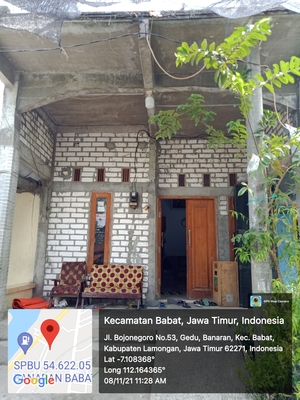 GPS Map Camera
SPBU 54.622.05
BANARAN BABA
Google
Kecamatan Babat, Jawa Timur, Indonesia
Jl. Bojonegoro No.53, Gedu, Banaran, Kec. Babat,
Kabupaten Lamongan, Jawa Timur 62271, Indonesia
Lat -7.108368°
Long 112.164365°
08/11/21 11:28 AM